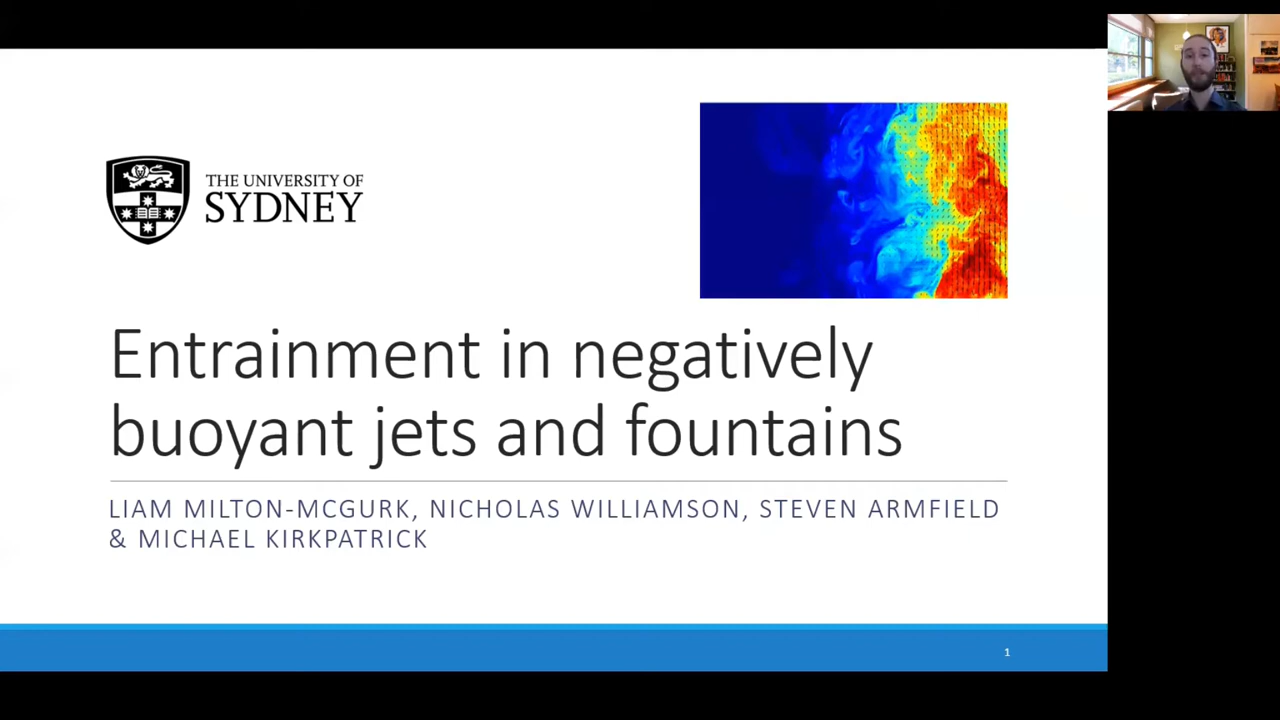 THE UNIVERSITY OF
SYDNEY
Entrainment in negatively
buoyant jets and fountains
LIAM MILTON-MCGURK, NICHOLAS WILLIAMSON, STEVEN ARMFIELD
& MICHAEL KIRKPATRICK
1